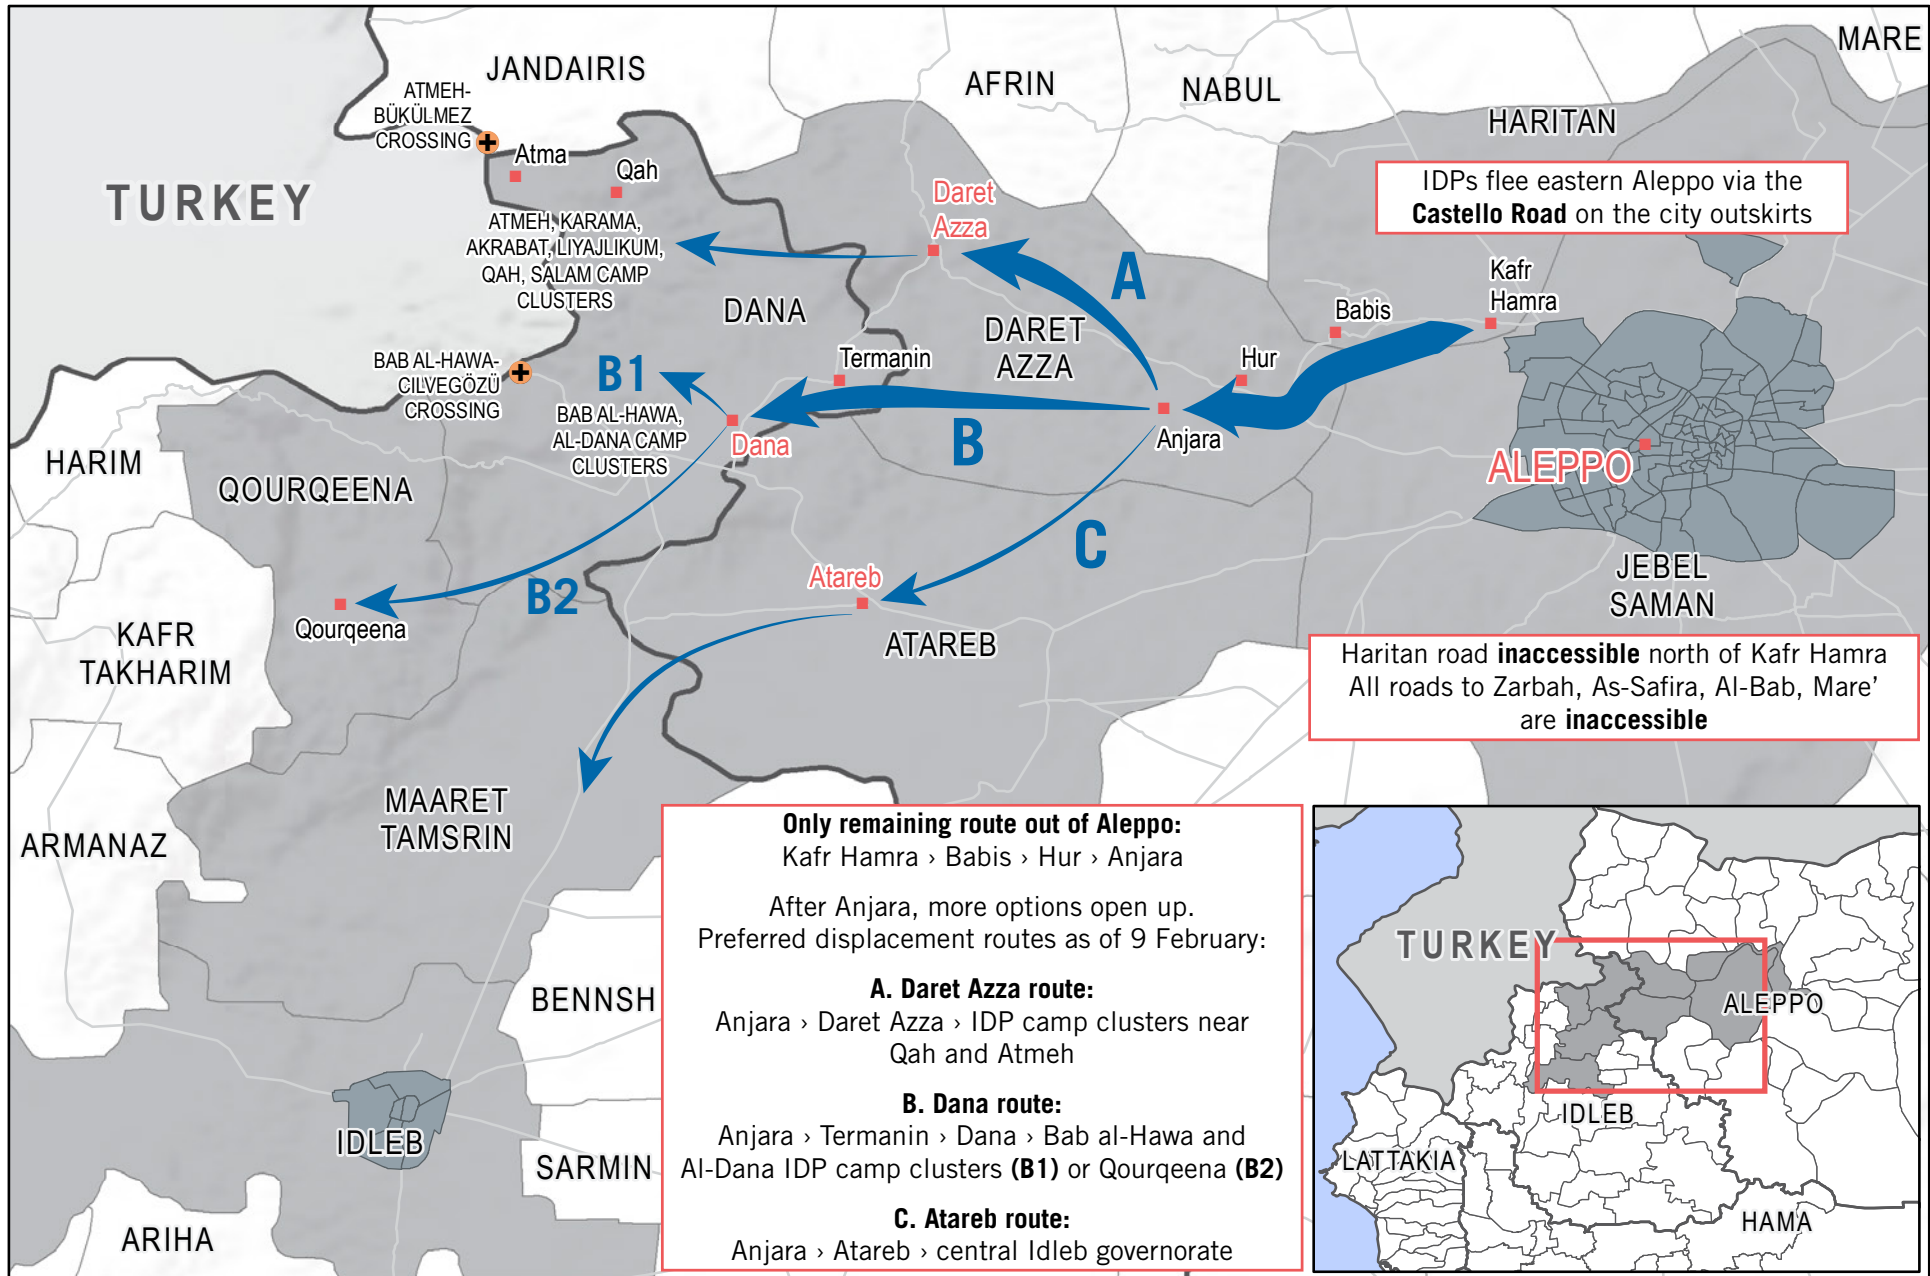 MARE
JANDAIRIS
AFRIN
NABUL
ATMEH-
BÜKÜLMEZ
CROSSING
HARITAN
Atma
Qah
TURKEY
IDPs flee eastern Aleppo via the
Castello Road on the city outskirts
Daret
Azza
ATMEH, KARAMA,
AKRABAT, LIYAJLIKUM,
QAH, SALAM CAMP
CLUSTERS
A
Kafr
Hamra
DANA
Babis
DARET
AZZA
BAB AL-HAWA-
CILVEGÖZÜ
CROSSING
B1
Termanin
Hur
BAB AL-HAWA,
AL-DANA CAMP
CLUSTERS
Dana
B
Anjara
HARIM
QOURQEENA
ALEPPO
C
JEBEL
SAMAN
Atareb
B2
Qourqeena
KAFR
TAKHARIM
ATAREB
Haritan road inaccessible north of Kafr Hamra
All roads to Zarbah, As-Safira, Al-Bab, Mare’
are inaccessible
MAARET
TAMSRIN
ARMANAZ
Only remaining route out of Aleppo:
Kafr Hamra › Babis › Hur › Anjara
After Anjara, more options open up.
Preferred displacement routes as of 9 February:
A. Daret Azza route:
Anjara › Daret Azza › IDP camp clusters near
Qah and Atmeh
B. Dana route:
Anjara › Termanin › Dana › Bab al-Hawa and
Al-Dana IDP camp clusters (B1) or Qourqeena (B2)
C. Atareb route:
Anjara › Atareb › central Idleb governorate
BENNSH
IDLEB
SARMIN
ARIHA
TURKEY
ALEPPO
IDLEB
LATTAKIA
HAMA